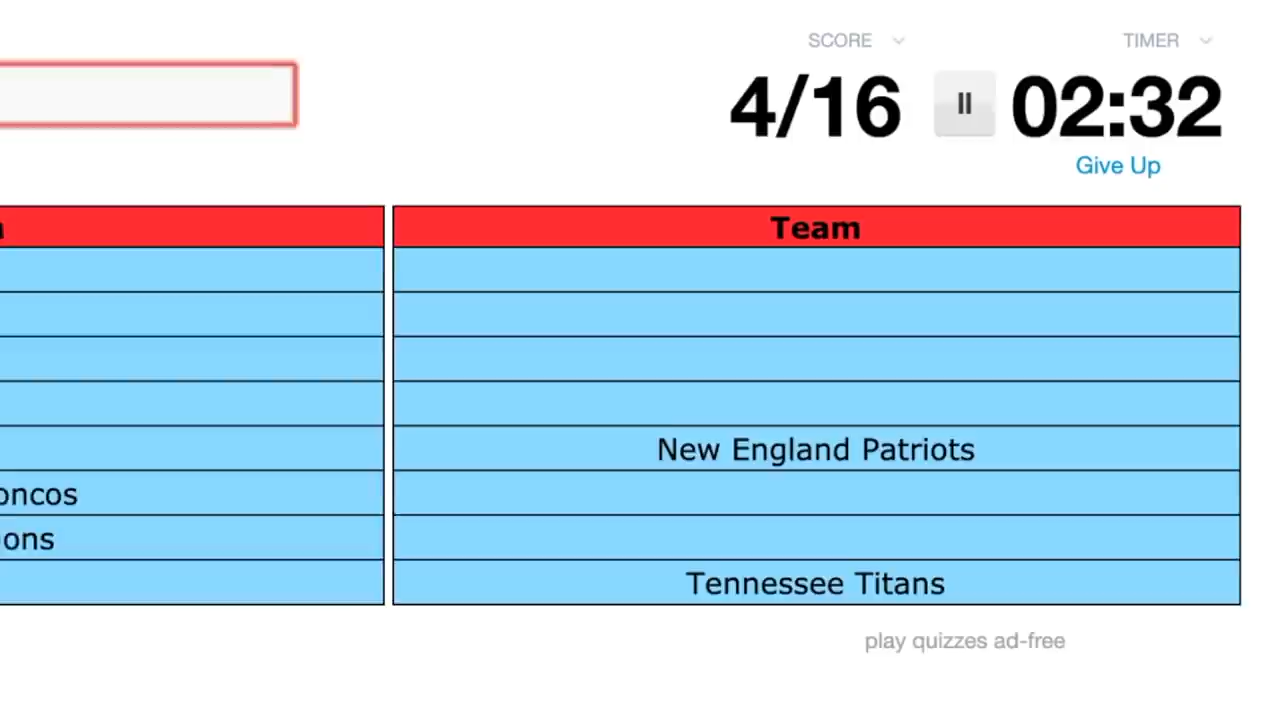 SCORE
TIMER
4/16
02:32
Give Up
Team
New England Patriots
oncos
ons
Tennessee Titans
play quizzes ad-free